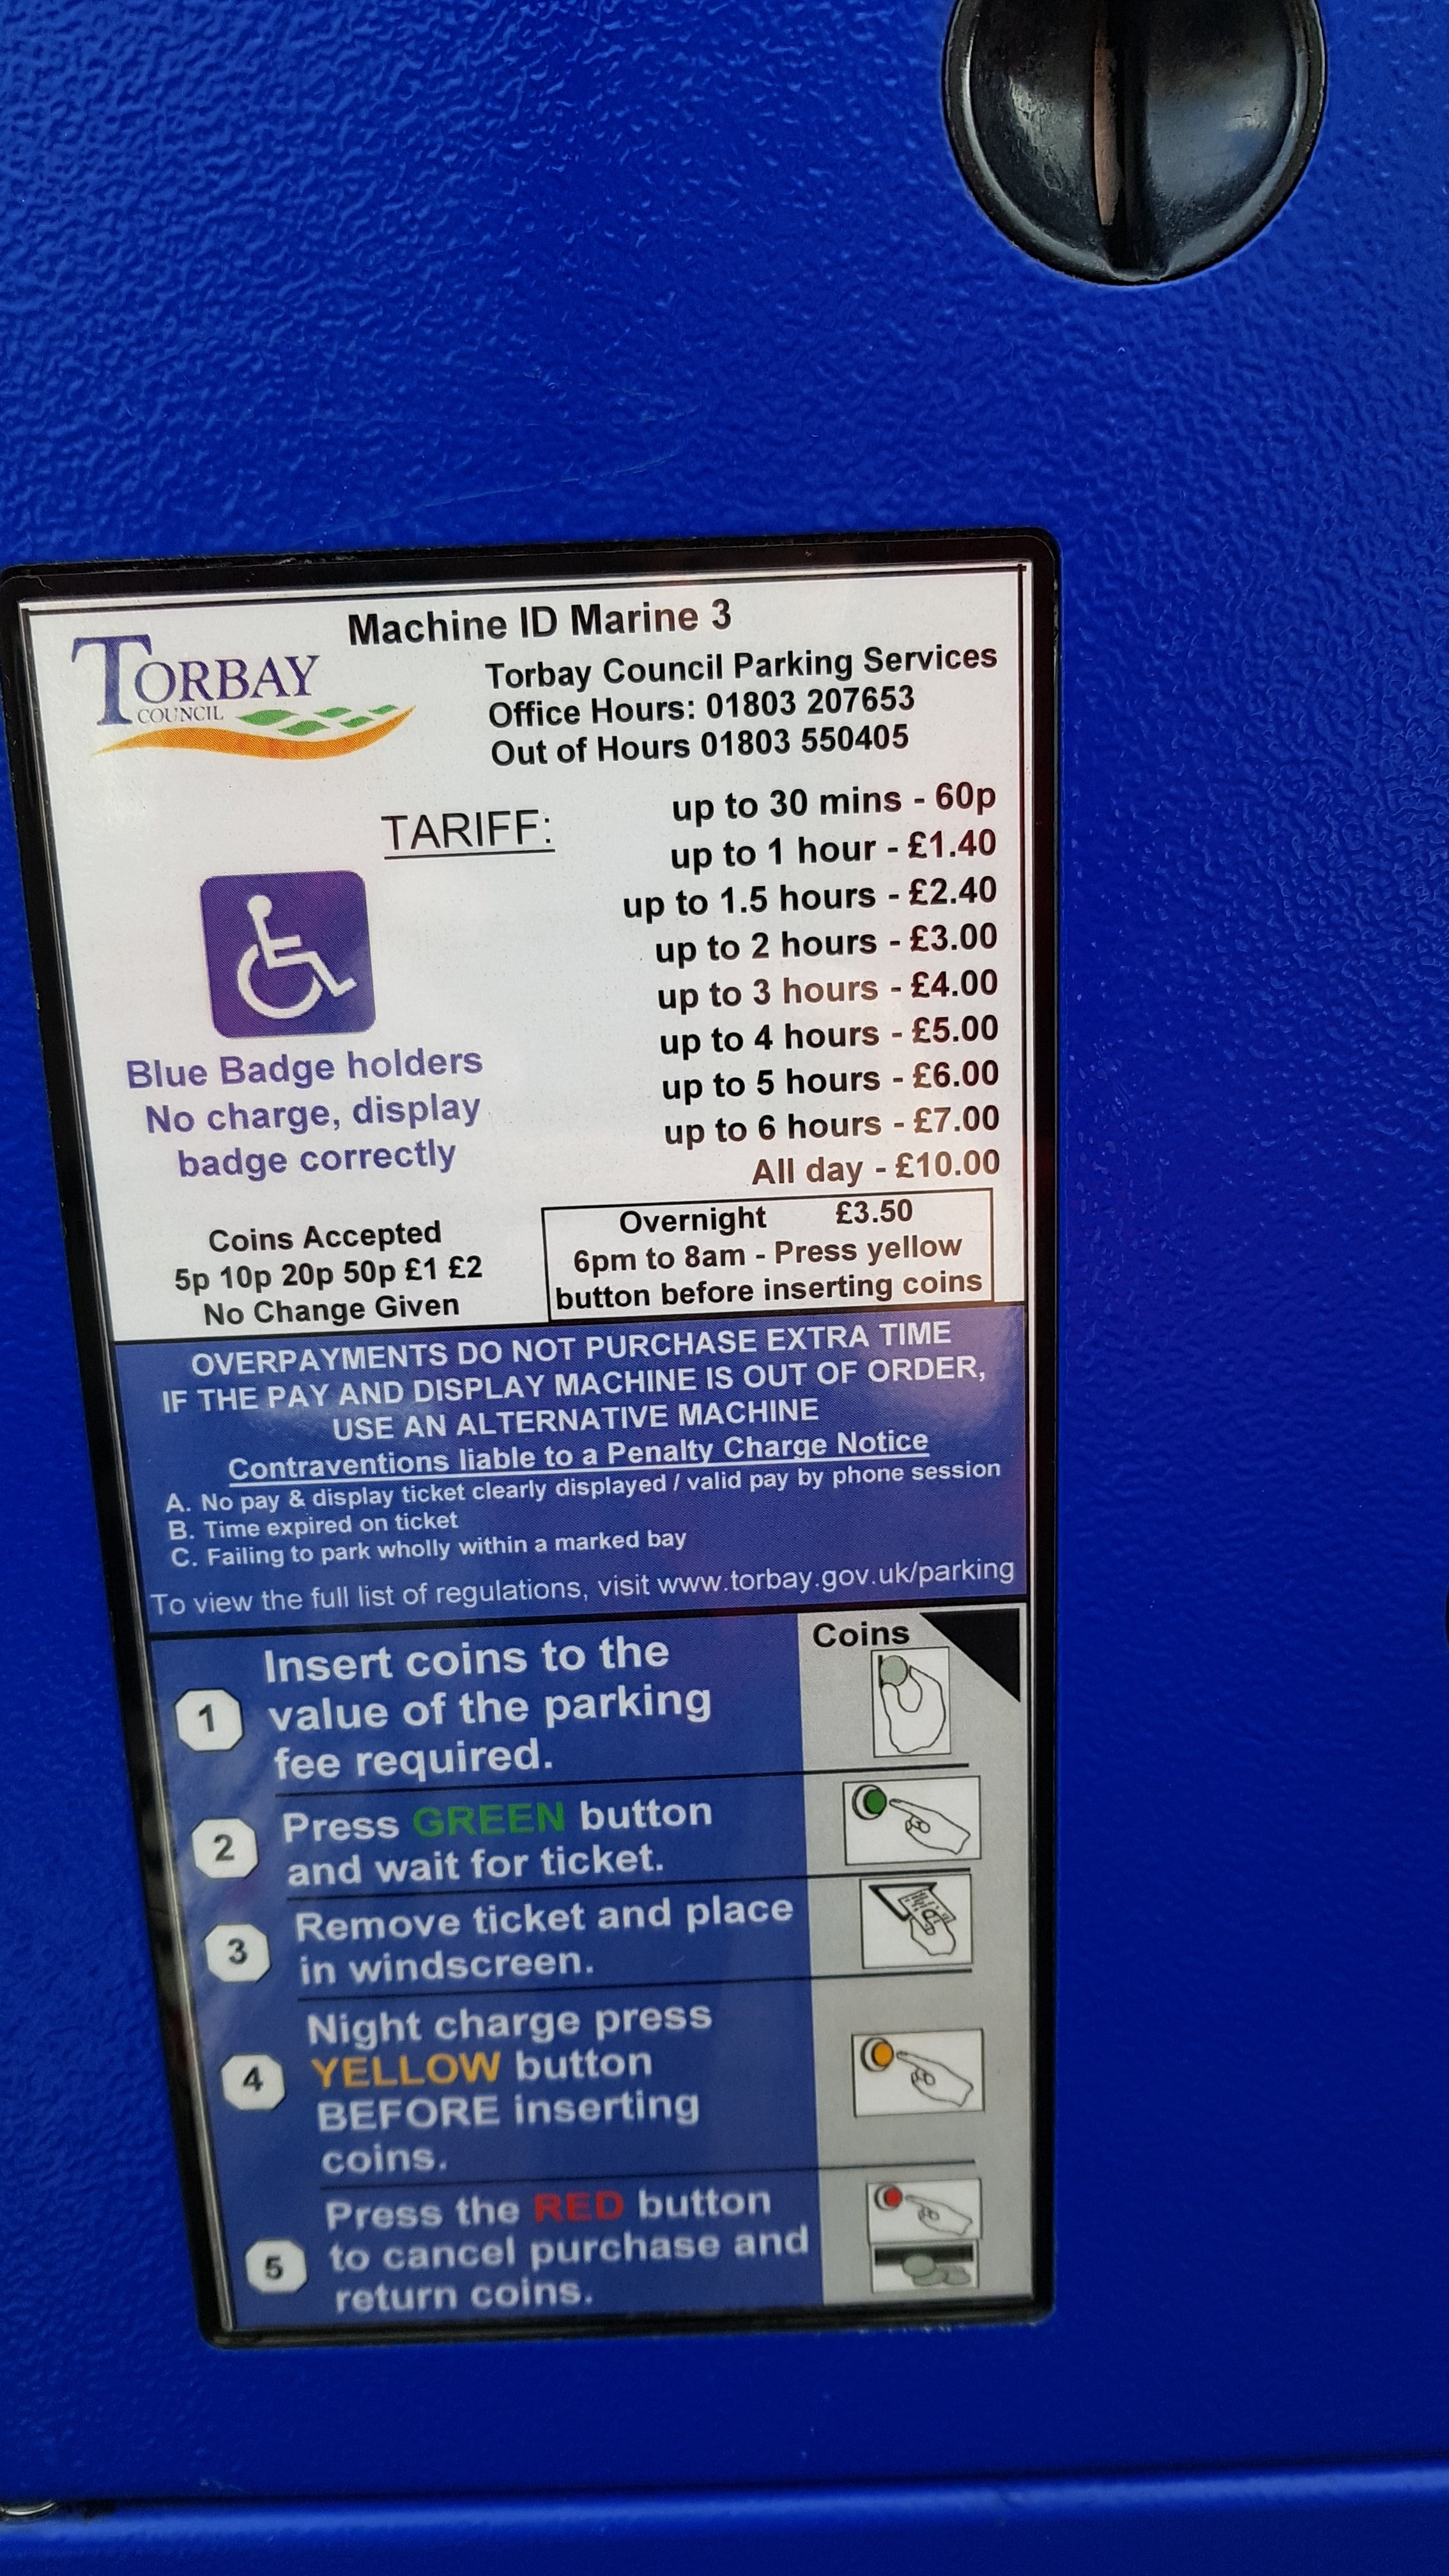 Machine ID Marine 3
TORBAY
COUNCIL
Torbay Council Parking Services
Office Hours: 01803 207653
Out of Hours 01803 550405
TARIFF:
up to 30 mins - 60p
up to 1 hour - £1.40
up to 1.5 hours - £2.40
up to 2 hours - £3.00
up to 3 hours - £4.00
up to 4 hours - £5.00
up to 5 hours - £6.00
up to 6 hours - £7.00
All day - £10.00
Blue Badge holders
No charge, display
badge correctly
Coins Accepted
5p 10p 20p 50p £1 £2
No Change Given
Overnight £3.50
6pm to 8am - Press yellow
button before inserting coins
OVERPAYMENTS DO NOT PURCHASE EXTRA TIME
IF THE PAY AND DISPLAY MACHINE IS OUT OF ORDER,
USE AN ALTERNATIVE MACHINE
Contraventions liable to a Penalty Charge Notice
A. No pay & display ticket clearly displayed / valid pay by phone session
B. Time expired on ticket
C. Failing to park wholly within a marked bay
To view the full list of regulations, visit www.torbay.gov.uk/parking
Coins
1
Insert coins to the
value of the parking
fee required.
2
Press GREEN button
and wait for ticket.
3
Remove ticket and place
in windscreen.
4
Night charge press
YELLOW button
BEFORE inserting
coins.
5
Press the RED button
to cancel purchase and
return coins.